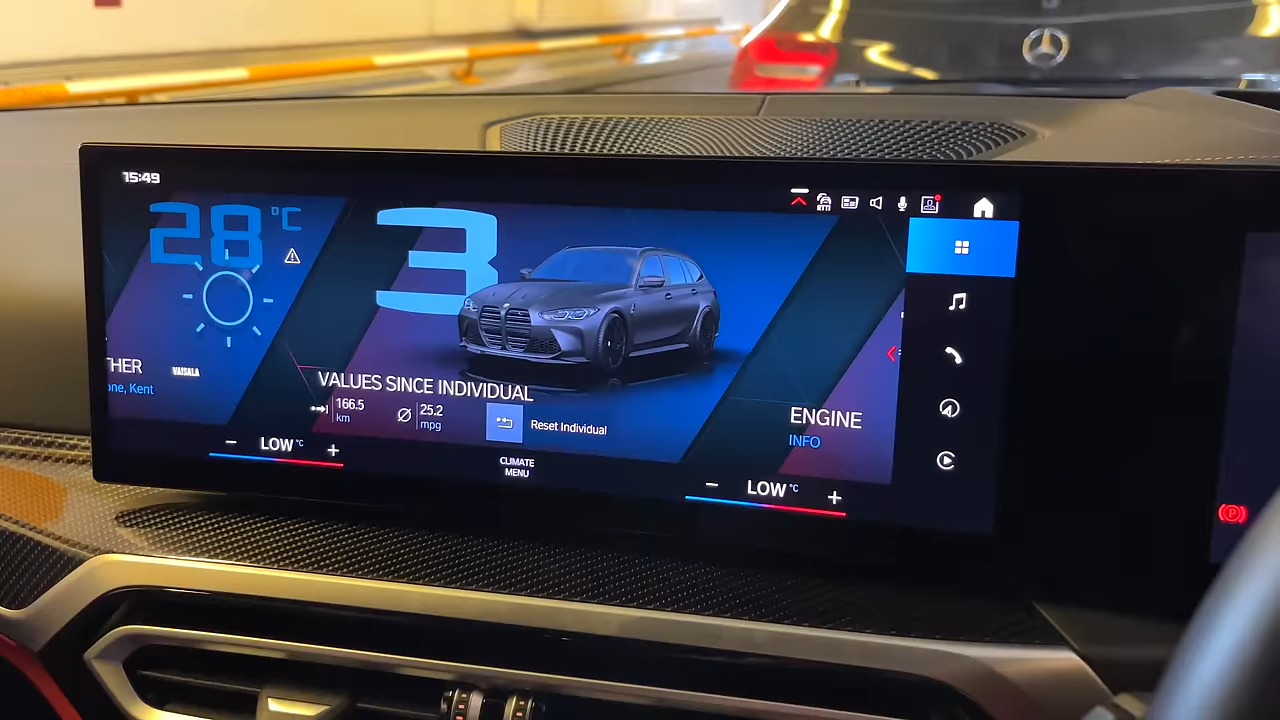 15:49
RTTI
28 °C
3
THER
VAISALA
one, Kent
VALUES SINCE INDIVIDUAL
166.5
km
25.2
mpg
Reset Individual
ENGINE
INFO
− LOW °C +
CLIMATE
MENU
− LOW °C +
P